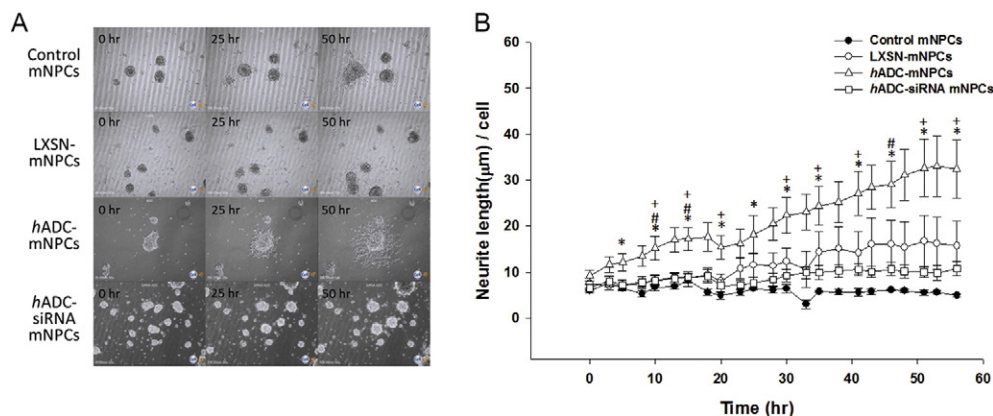 A
Control
mNPCs
0 hr
25 hr
50 hr
LXSN-
mNPCs
0 hr
25 hr
50 hr
hADC-
mNPCs
0 hr
25 hr
50 hr
hADC-
siRNA
mNPCs
0 hr
25 hr
50 hr
B
Control mNPCs
LXSN-mNPCs
hADC-mNPCs
hADC-siRNA mNPCs
Neurite length(μm) / cell
60
50
40
30
20
10
0
*
+
#
*
+
#
*
+
*
*
+
*
+
*
+
*
#
*
+
*
+
*
0 10 20 30 40 50 60
Time (hr)